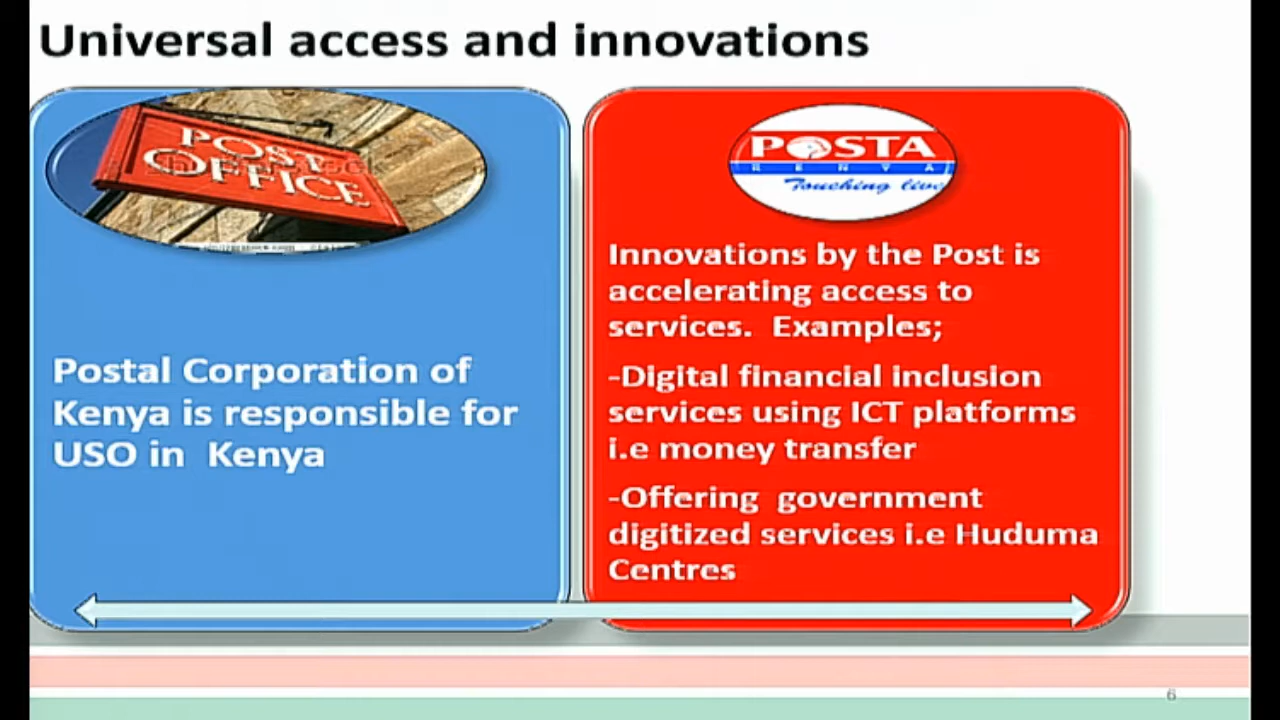 Universal access and innovations
POST
OFFICE
Postal Corporation of
Kenya is responsible for
USO in  Kenya
POSTA
KENYA
Touching live
Innovations by the Post is
accelerating access to
services.  Examples;
-Digital financial inclusion
services using ICT platforms
i.e money transfer
-Offering  government
digitized services i.e Huduma
Centres
6